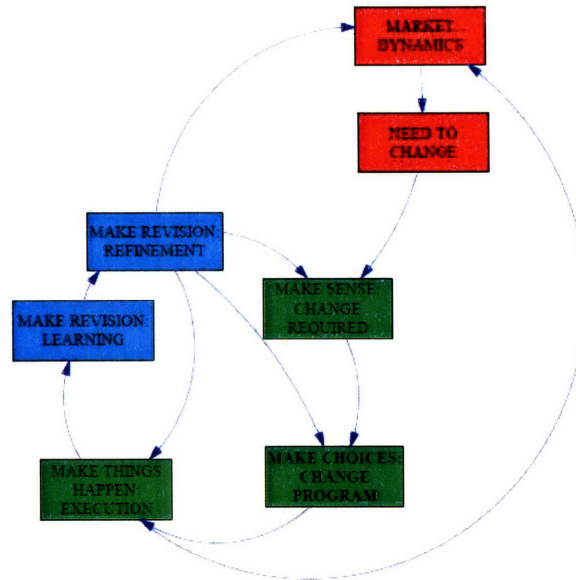 MARKET
DYNAMICS
NEED TO
CHANGE
MAKE REVISION:
REFINEMENT
MAKE SENSE:
CHANGE
REQUIRED
MAKE REVISION:
LEARNING
MAKE CHOICES:
CHANGE
PROGRAM
MAKE THINGS
HAPPEN:
EXECUTION